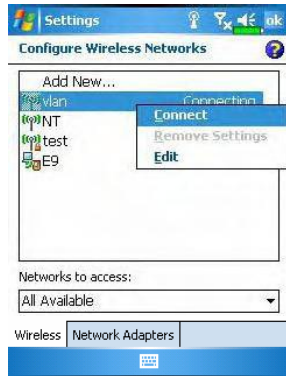 Settings ok
Configure Wireless Networks ?
Add New...
vlan Connecting
NT
test
E9
Connect
Remove Settings
Edit
Networks to access:
All Available
Wireless Network Adapters